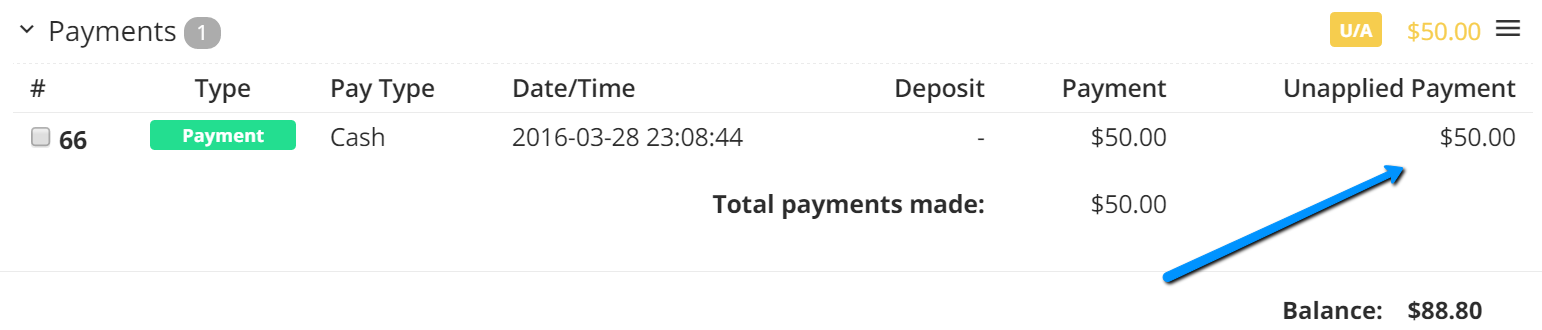 Payments 1 U/A $50.00
# Type Pay Type Date/Time Deposit Payment Unapplied Payment
66 Payment Cash 2016-03-28 23:08:44 - $50.00 $50.00
Total payments made: $50.00
Balance: $88.80